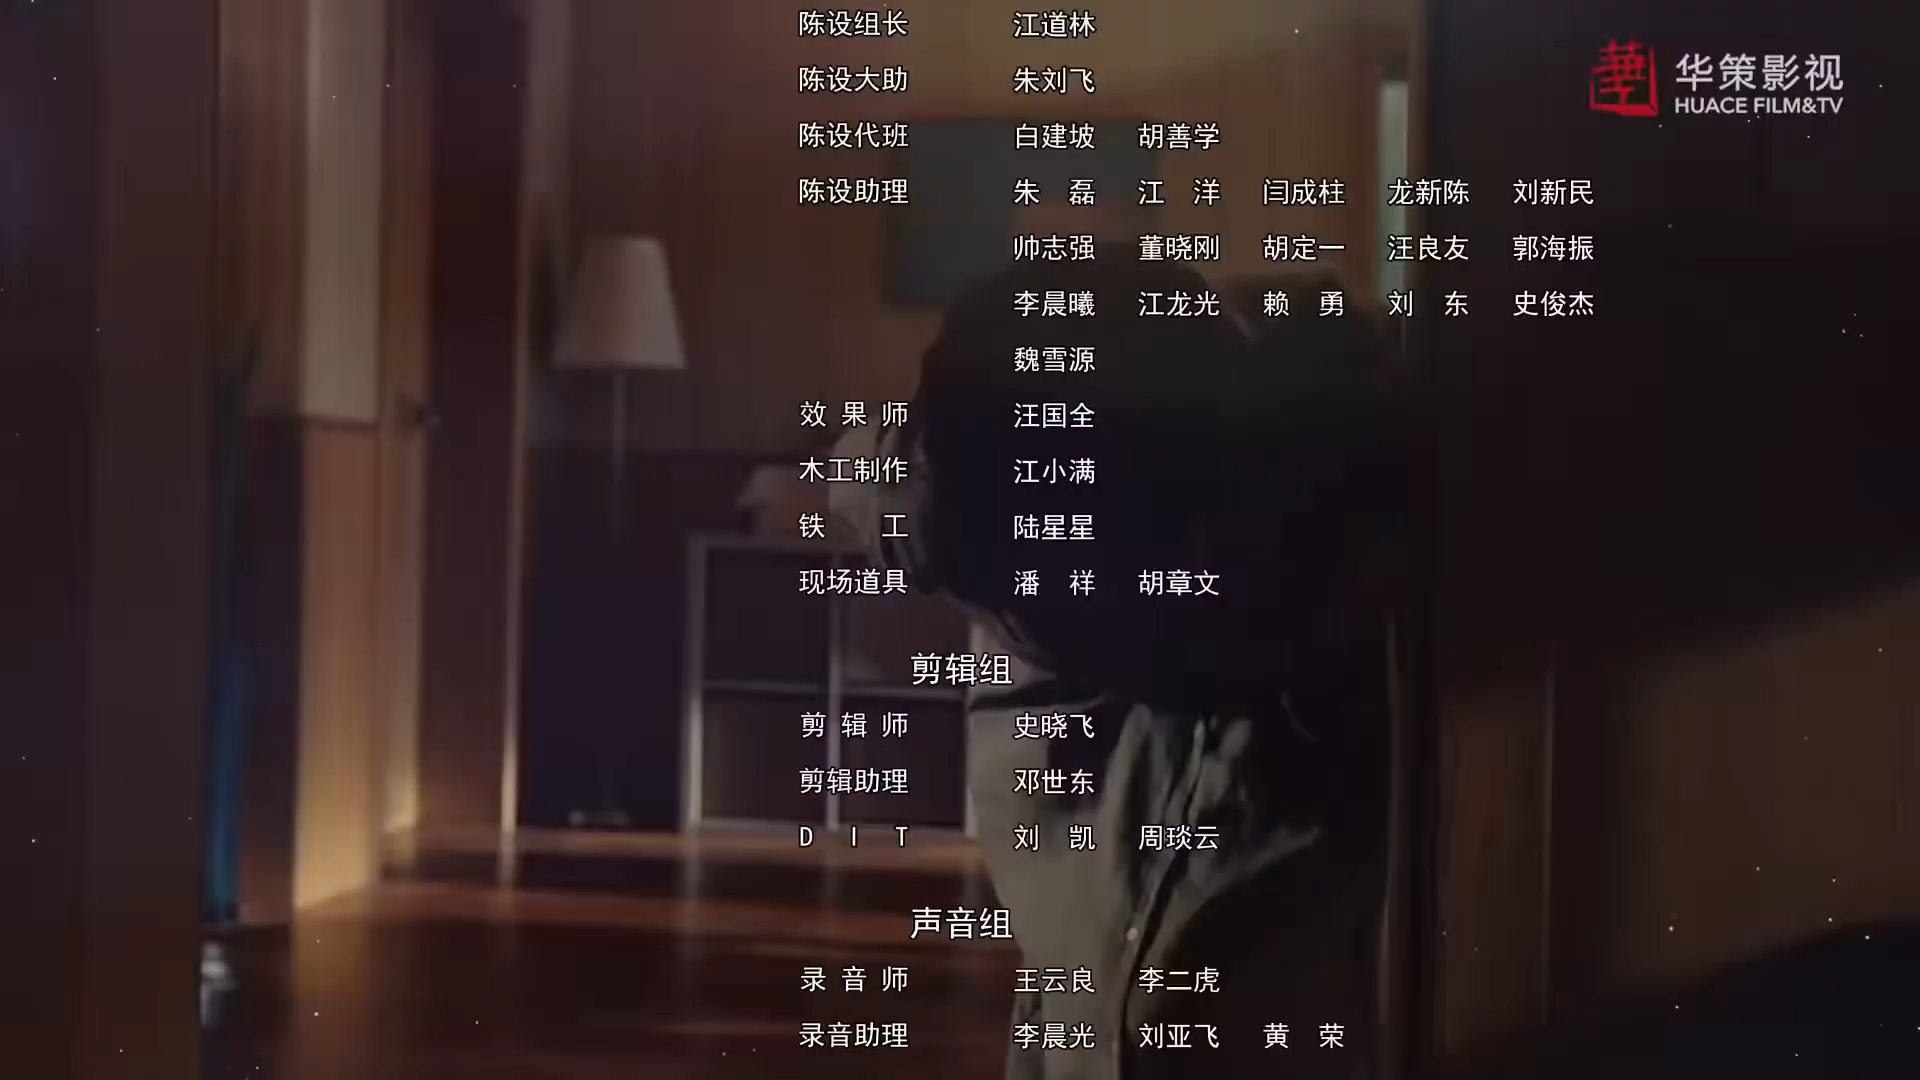 陈设组长 江道林
华策影视
HUACE FILM&TV
陈设大助 朱刘飞
陈设代班 白建坡 胡善学
陈设助理 朱磊 江洋 闫成柱 龙新陈 刘新民
帅志强 董晓刚 胡定一 汪良友 郭海振
李晨曦 江龙光 赖勇 刘东 史俊杰
魏雪源
效果师 汪国全
木工制作 江小满
铁工 陆星星
现场道具 潘祥 胡章文
剪辑组
剪辑师 史晓飞
剪辑助理 邓世东
DIT 刘凯 周琰云
声音组
录音师 王云良 李二虎
录音助理 李晨光 刘亚飞 黄荣